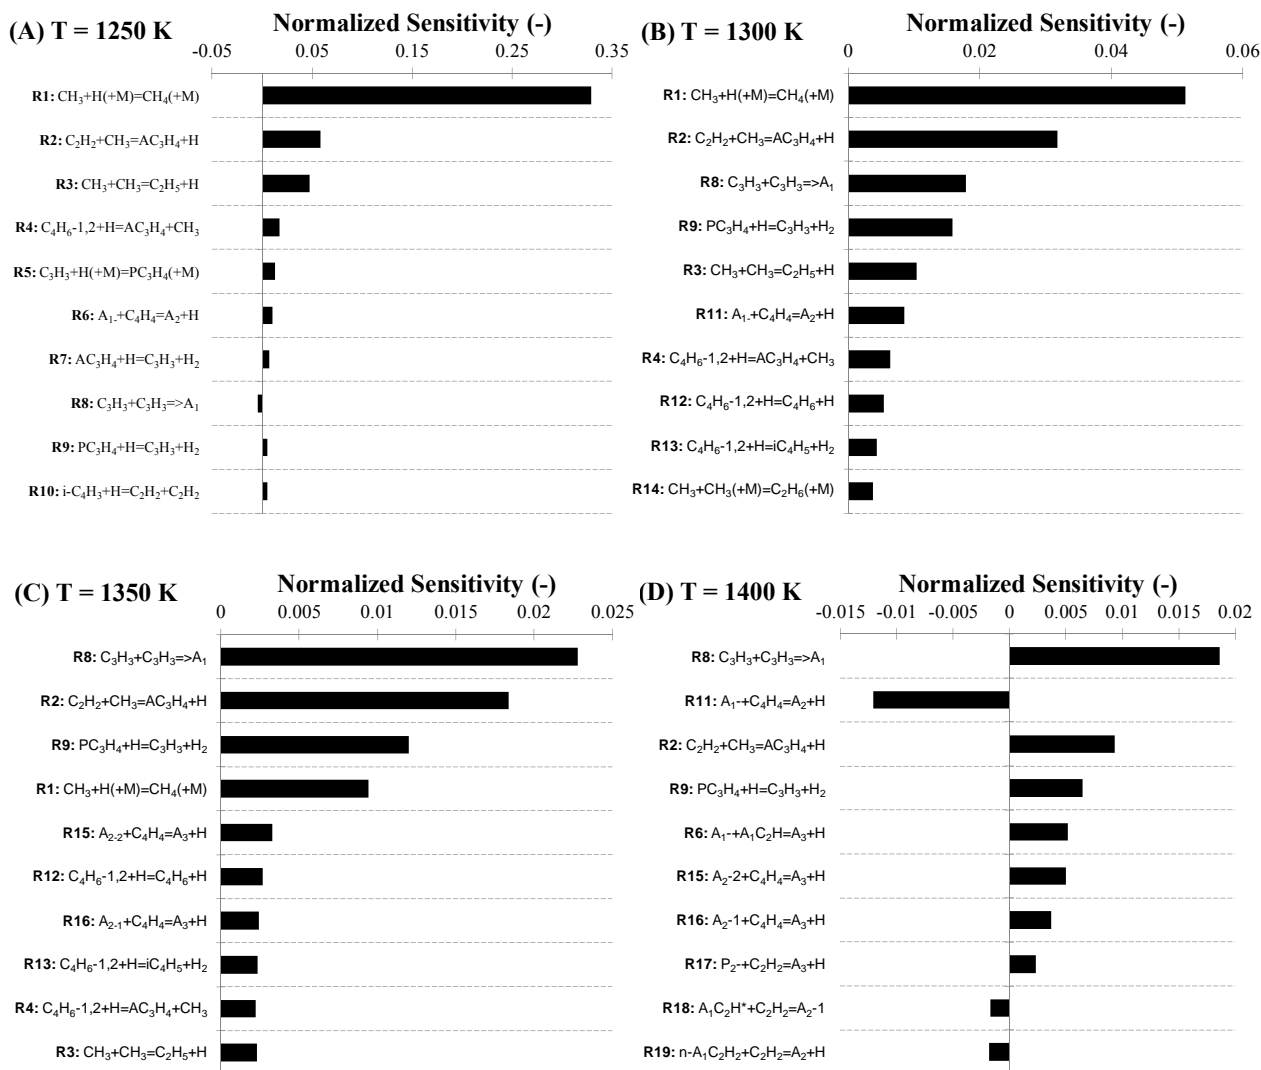 (A) T = 1250 K
Normalized Sensitivity (-)
-0.05 0.05 0.15 0.25 0.35
R1: CH₃+H(+M)=CH₄(+M)
R2: C₂H₂+CH₃=AC₃H₄+H
R3: CH₃+CH₃=C₂H₅+H
R4: C₄H₆-1,2+H=AC₃H₄+CH₃
R5: C₃H₃+H(+M)=PC₃H₄(+M)
R6: A₁₋+C₄H₄=A₂+H
R7: AC₃H₄+H=C₃H₃+H₂
R8: C₃H₃+C₃H₃=>A₁
R9: PC₃H₄+H=C₃H₃+H₂
R10: i-C₄H₃+H=C₂H₂+C₂H₂
(B) T = 1300 K
Normalized Sensitivity (-)
0 0.02 0.04 0.06
R1: CH₃+H(+M)=CH₄(+M)
R2: C₂H₂+CH₃=AC₃H₄+H
R8: C₃H₃+C₃H₃=>A₁
R9: PC₃H₄+H=C₃H₃+H₂
R3: CH₃+CH₃=C₂H₅+H
R11: A₁₋+C₄H₄=A₂+H
R4: C₄H₆-1,2+H=AC₃H₄+CH₃
R12: C₄H₆-1,2+H=C₄H₆+H
R13: C₄H₆-1,2+H=iC₄H₅+H₂
R14: CH₃+CH₃(+M)=C₂H₆(+M)
(C) T = 1350 K
Normalized Sensitivity (-)
0 0.005 0.01 0.015 0.02 0.025
R8: C₃H₃+C₃H₃=>A₁
R2: C₂H₂+CH₃=AC₃H₄+H
R9: PC₃H₄+H=C₃H₃+H₂
R1: CH₃+H(+M)=CH₄(+M)
R15: A₂₋₂+C₄H₄=A₃+H
R12: C₄H₆-1,2+H=C₄H₆+H
R16: A₂₋₁+C₄H₄=A₃+H
R13: C₄H₆-1,2+H=iC₄H₅+H₂
R4: C₄H₆-1,2+H=AC₃H₄+CH₃
R3: CH₃+CH₃=C₂H₅+H
(D) T = 1400 K
Normalized Sensitivity (-)
-0.015 -0.01 -0.005 0 0.005 0.01 0.015 0.02
R8: C₃H₃+C₃H₃=>A₁
R11: A₁-+C₄H₄=A₂+H
R2: C₂H₂+CH₃=AC₃H₄+H
R9: PC₃H₄+H=C₃H₃+H₂
R6: A₁-+A₁C₂H=A₃+H
R15: A₂-2+C₄H₄=A₃+H
R16: A₂-1+C₄H₄=A₃+H
R17: P₂-+C₂H₂=A₃+H
R18: A₁C₂H*+C₂H₂=A₂-1
R19: n-A₁C₂H₂+C₂H₂=A₂+H